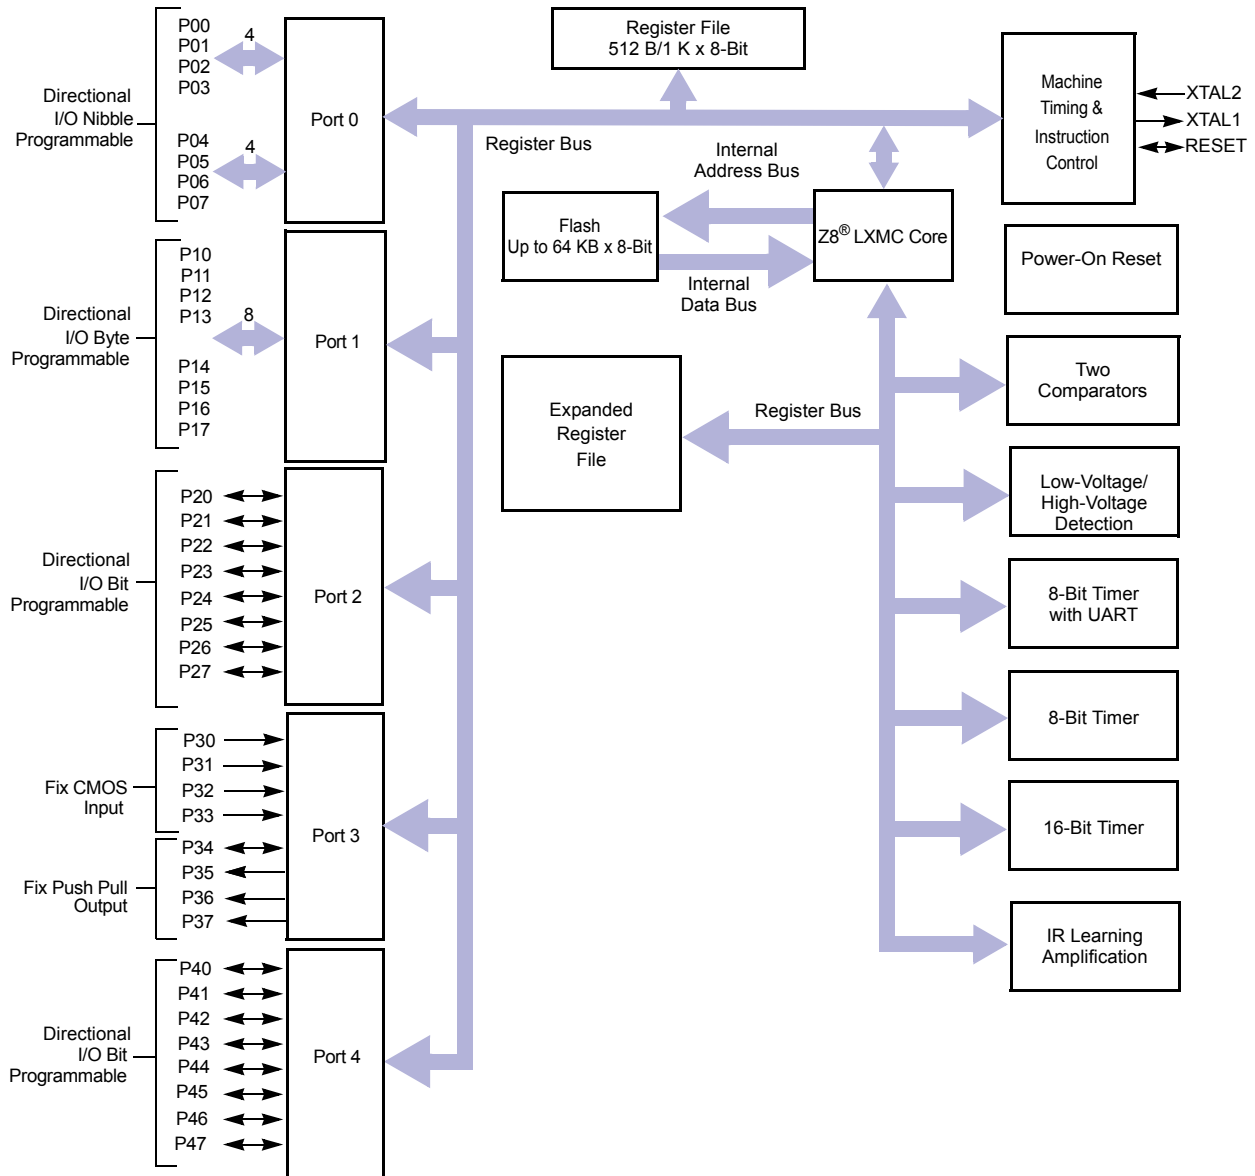 P00
P01
P02
P03
4
Directional
I/O Nibble
Programmable
P04
P05
P06
P07
4
Port 0
Register File
512 B/1 K x 8-Bit
Machine
Timing &
Instruction
Control
XTAL2
XTAL1
RESET
Register Bus
Internal
Address Bus
Flash
Up to 64 KB x 8-Bit
Z8® LXMC Core
Internal
Data Bus
Power-On Reset
P10
P11
P12
P13
8
Directional
I/O Byte
Programmable
P14
P15
P16
P17
Port 1
Expanded
Register
File
Register Bus
Two
Comparators
Low-Voltage/
High-Voltage
Detection
P20
P21
P22
P23
P24
P25
P26
P27
Directional
I/O Bit
Programmable
Port 2
8-Bit Timer
with UART
8-Bit Timer
P30
P31
P32
P33
Fix CMOS
Input
P34
P35
P36
P37
Fix Push Pull
Output
Port 3
16-Bit Timer
IR Learning
Amplification
P40
P41
P42
P43
P44
P45
P46
P47
Directional
I/O Bit
Programmable
Port 4